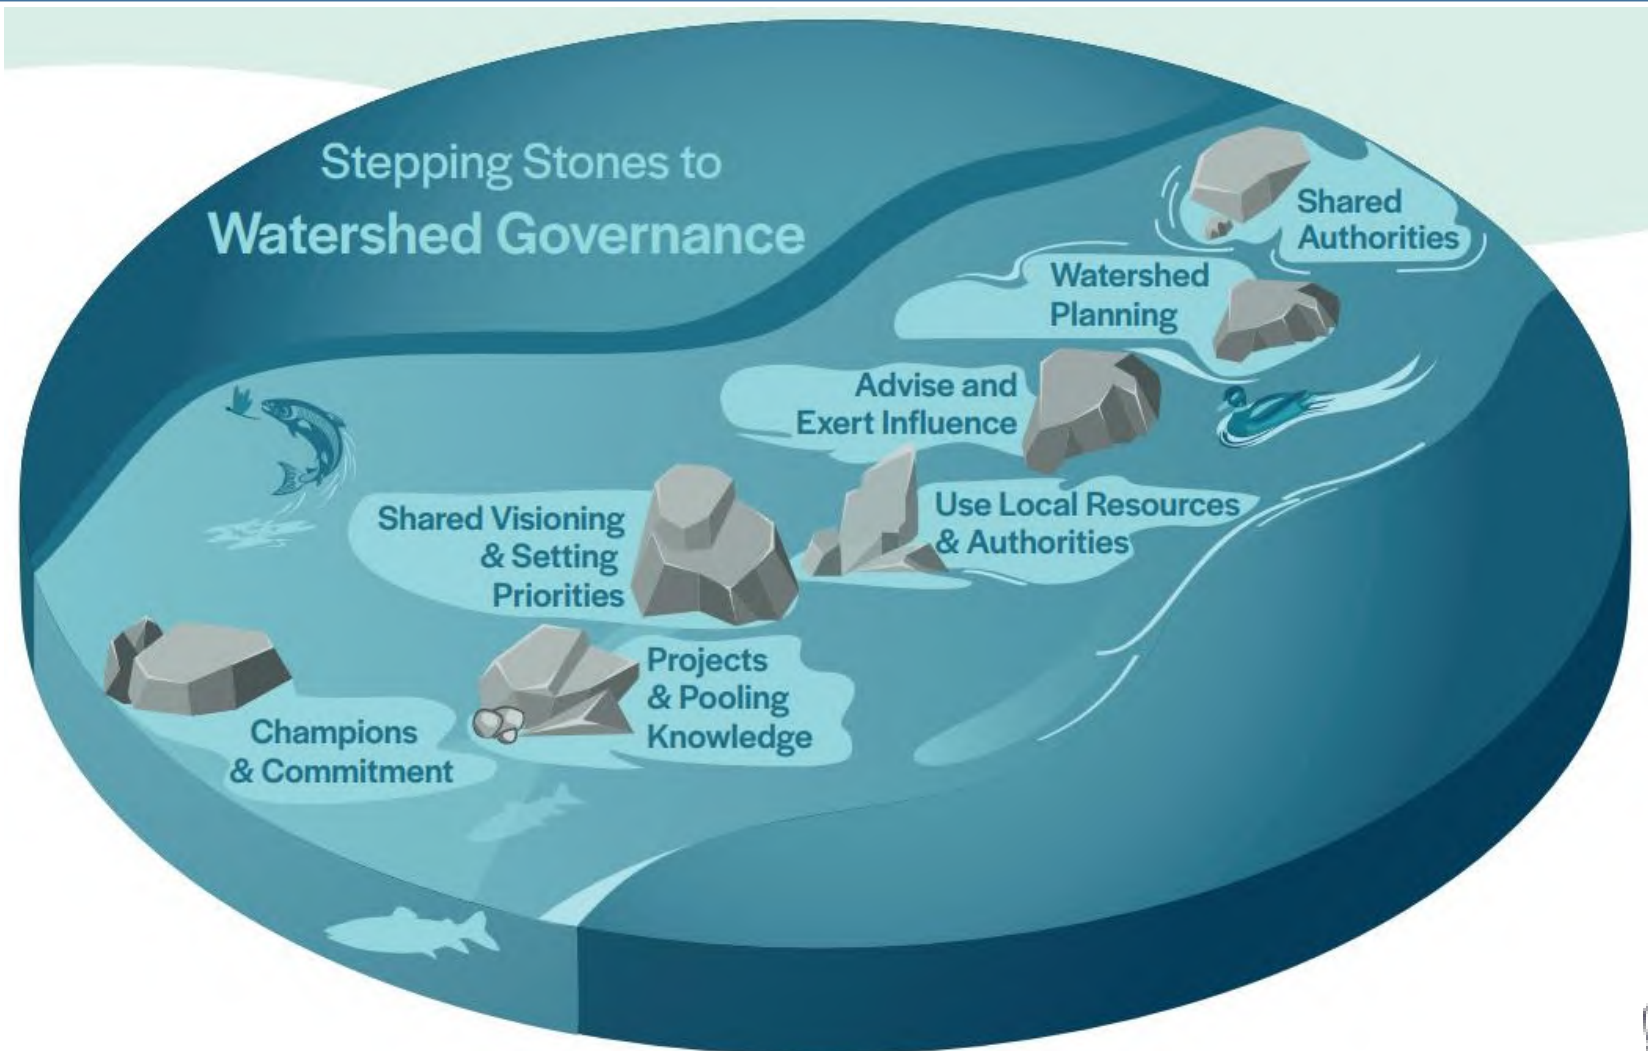 Stepping Stones to
Watershed Governance
Shared
Authorities
Watershed
Planning
Advise and
Exert Influence
Use Local Resources
& Authorities
Shared Visioning
& Setting
Priorities
Projects
& Pooling
Knowledge
Champions
& Commitment